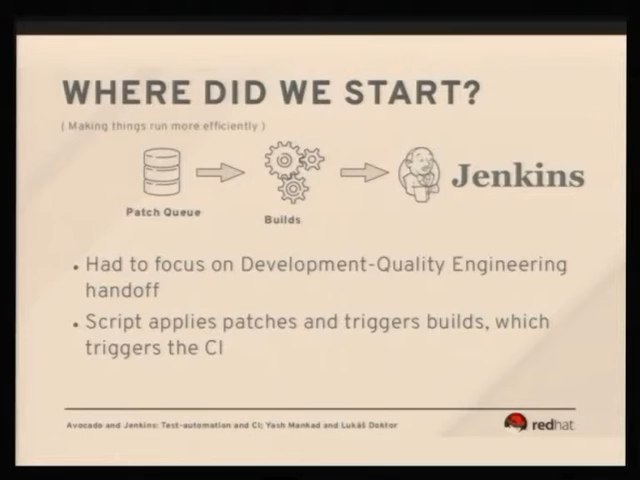 WHERE DID WE START?
( Making things run more efficiently )
Jenkins
Patch Queue
Builds
• Had to focus on Development-Quality Engineering
handoff
• Script applies patches and triggers builds, which
triggers the CI
Avocado and Jenkins: Test-automation and CI; Yash Mankad and Lukáš Doktor
redhat.